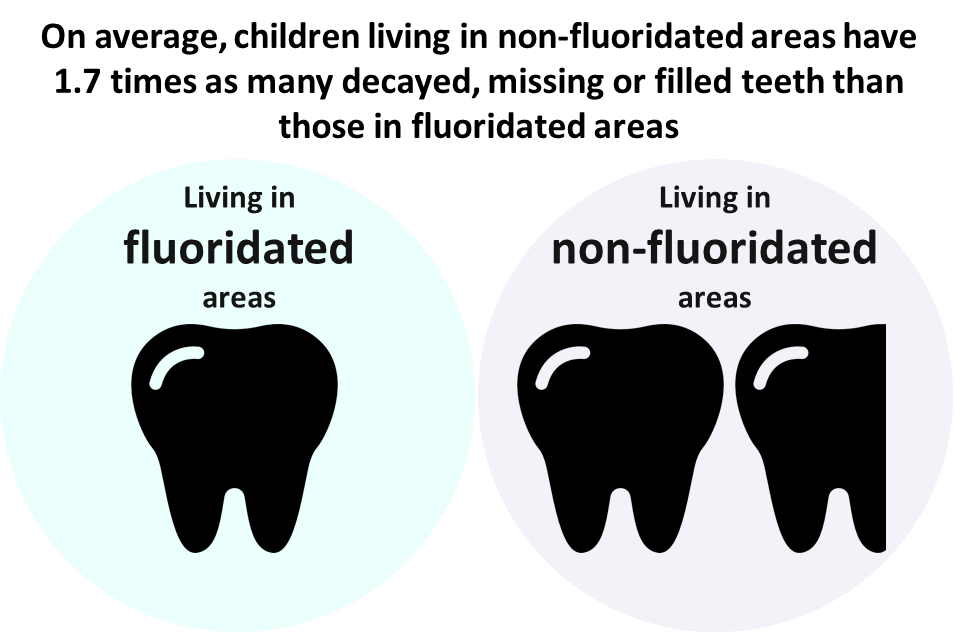 On average, children living in non-fluoridated areas have
1.7 times as many decayed, missing or filled teeth than
those in fluoridated areas
Living in
fluoridated
areas
Living in
non-fluoridated
areas